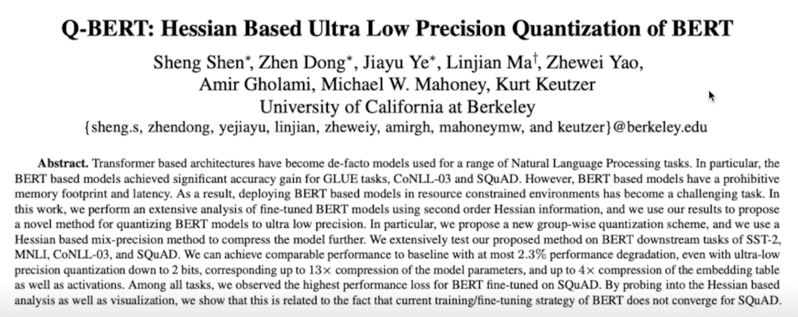 Q-BERT: Hessian Based Ultra Low Precision Quantization of BERT
Sheng Shen*, Zhen Dong*, Jiayu Ye*, Linjian Ma†, Zhewei Yao,
Amir Gholami, Michael W. Mahoney, Kurt Keutzer
University of California at Berkeley
{sheng.s, zhendong, yejiayu, linjian, zheweiy, amirgh, mahoneymw, and keutzer}@berkeley.edu
Abstract. Transformer based architectures have become de-facto models used for a range of Natural Language Processing tasks. In particular, the
BERT based models achieved significant accuracy gain for GLUE tasks, CoNLL-03 and SQuAD. However, BERT based models have a prohibitive
memory footprint and latency. As a result, deploying BERT based models in resource constrained environments has become a challenging task. In
this work, we perform an extensive analysis of fine-tuned BERT models using second order Hessian information, and we use our results to propose
a novel method for quantizing BERT models to ultra low precision. In particular, we propose a new group-wise quantization scheme, and we use a
Hessian based mix-precision method to compress the model further. We extensively test our proposed method on BERT downstream tasks of SST-2,
MNLI, CoNLL-03, and SQuAD. We can achieve comparable performance to baseline with at most 2.3% performance degradation, even with ultra-low
precision quantization down to 2 bits, corresponding up to 13× compression of the model parameters, and up to 4× compression of the embedding table
as well as activations. Among all tasks, we observed the highest performance loss for BERT fine-tuned on SQuAD. By probing into the Hessian based
analysis as well as visualization, we show that this is related to the fact that current training/fine-tuning strategy of BERT does not converge for SQuAD.